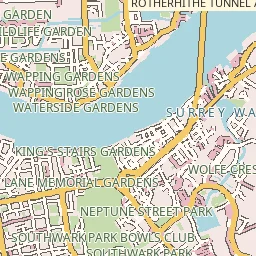 ROTHERHITHE TUNNEL
GARDEN
WILDLIFE GARDEN
GARDENS
WAPPING GARDENS
WAPPING ROSE GARDENS
WATERSIDE GARDENS
SURREY WA
KING'S STAIRS GARDENS
WOLFE CRES
LANE MEMORIAL GARDENS
NEPTUNE STREET PARK
SOUTHWARK PARK BOWLS CLUB
SOUTHWARK PARK